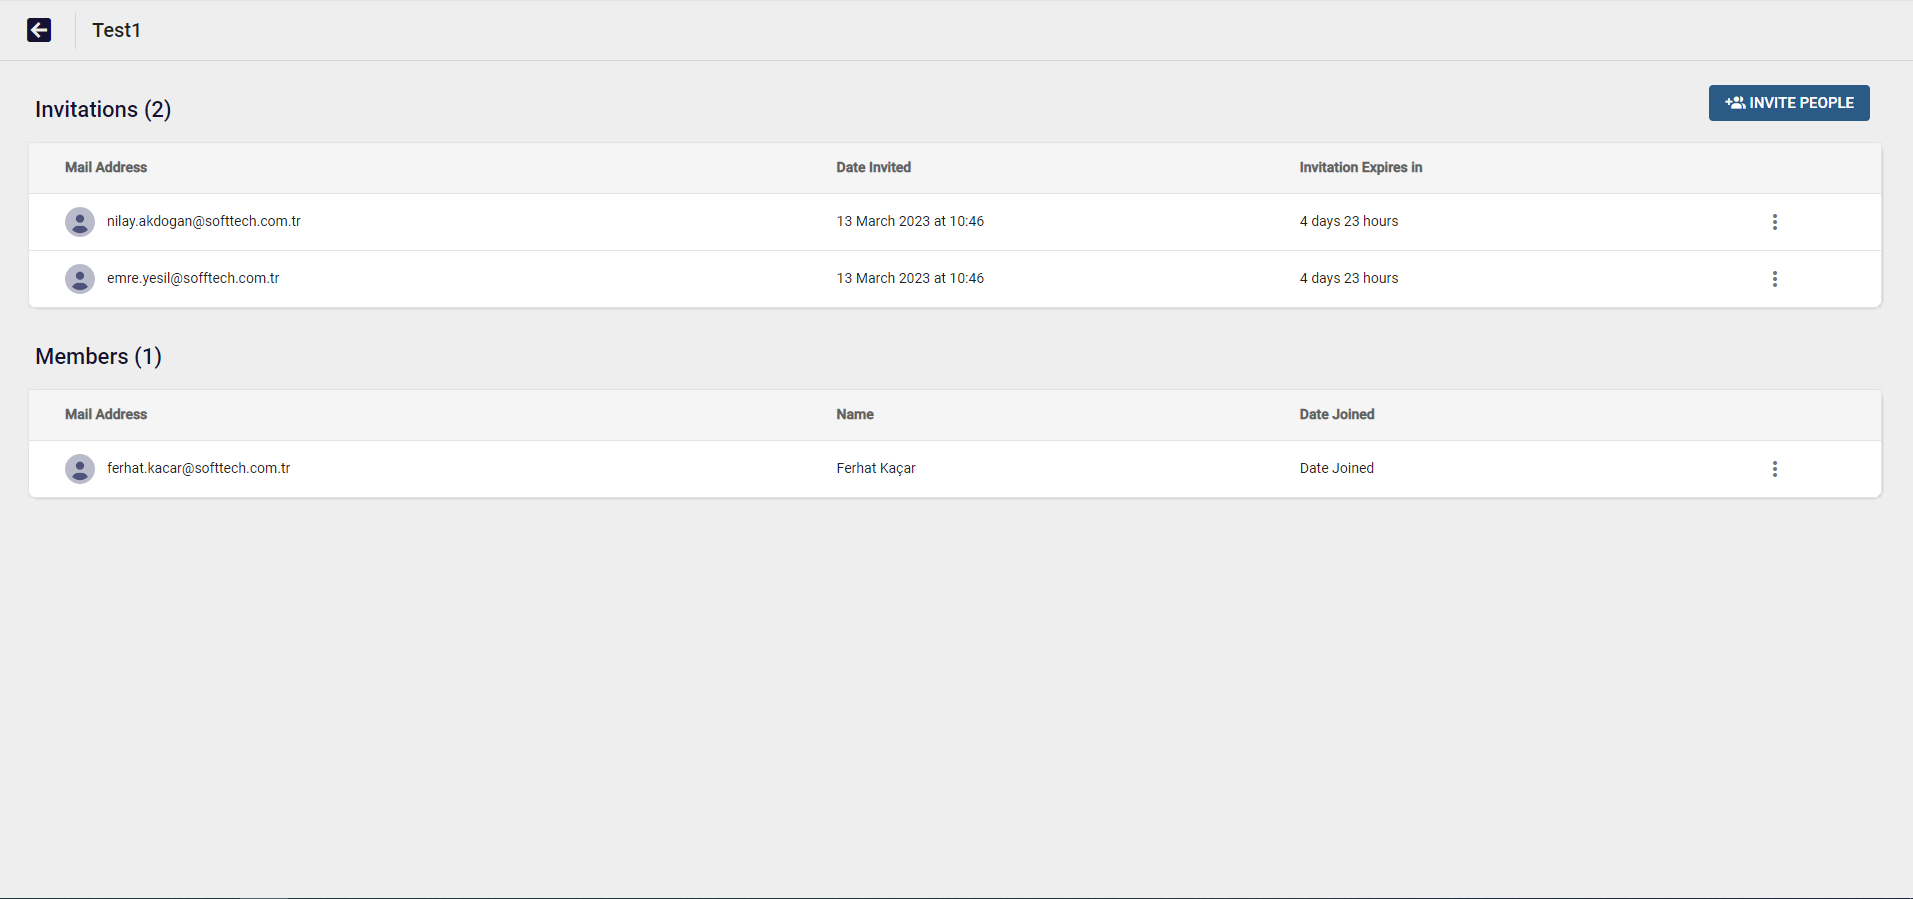 Test1
Invitations (2)
INVITE PEOPLE
Mail Address Date Invited Invitation Expires in
nilay.akdogan@softtech.com.tr 13 March 2023 at 10:46 4 days 23 hours
emre.yesil@sofftech.com.tr 13 March 2023 at 10:46 4 days 23 hours
Members (1)
Mail Address Name Date Joined
ferhat.kacar@softtech.com.tr Ferhat Kaçar Date Joined